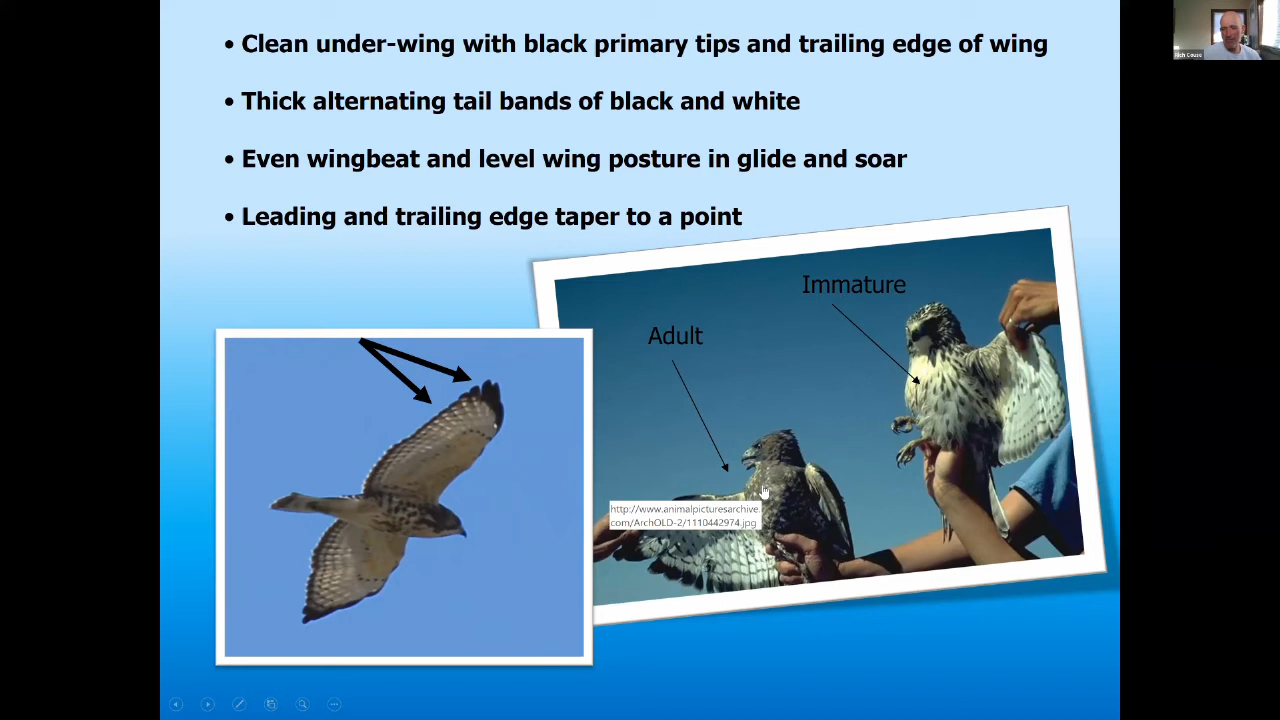 • Clean under-wing with black primary tips and trailing edge of wing
• Thick alternating tail bands of black and white
• Even wingbeat and level wing posture in glide and soar
• Leading and trailing edge taper to a point
Immature
Adult
http://www.animalpicturesarchive.
com/ArchOLD-2/1110442974.jpg
Rich Couse